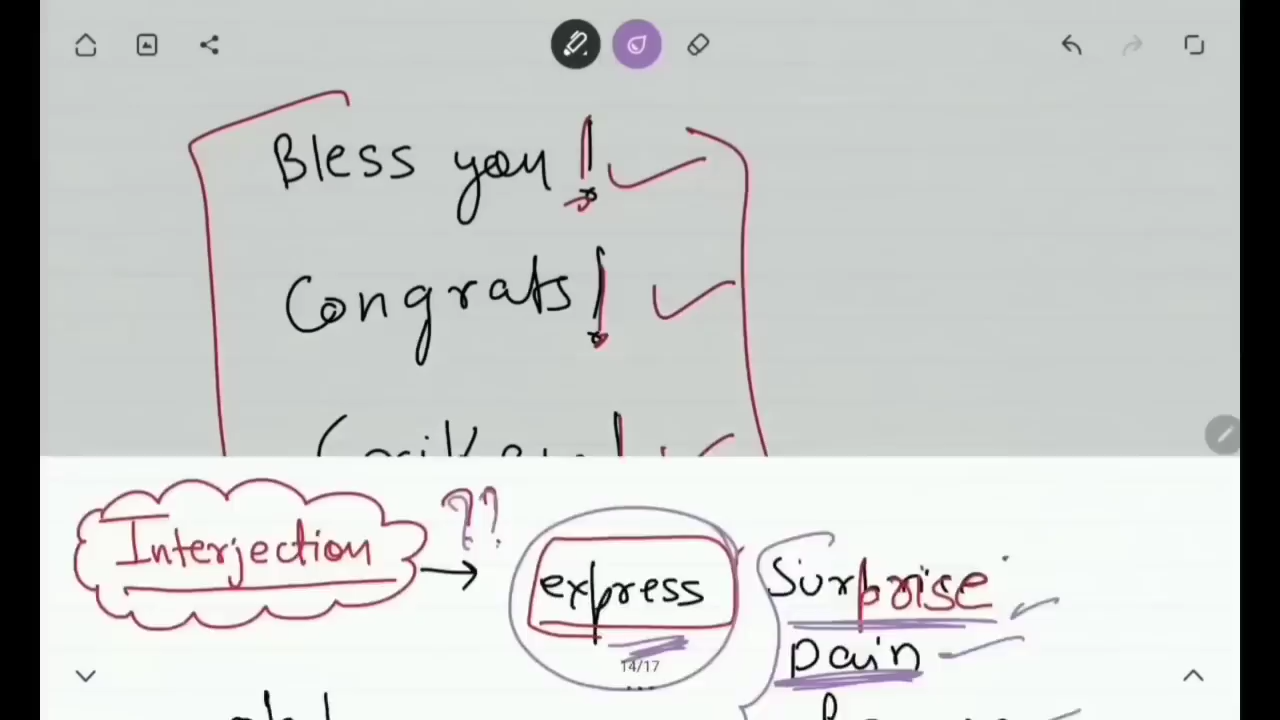 Bless you!
Congrats!
Interjection → ??
express
Surprise
pain
14/17